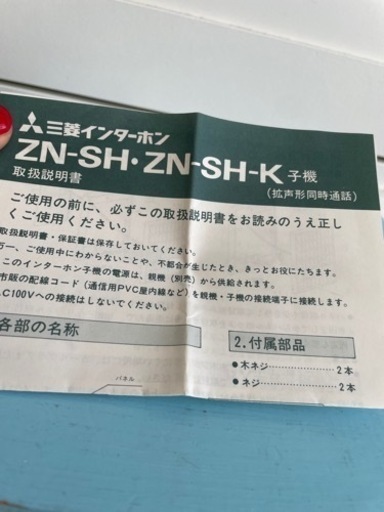 三菱インターホン
ZN-SH・ZN-SH-K 子機
取扱説明書
(拡声形同時通話)
ご使用の前に、必ずこの取扱説明書をお読みのうえ正し
くご使用ください。
取扱説明書・保証書は保存しておいてください。
万一、ご使用中にわからないことや、不都合が生じたとき、きっとお役にたちます。
このインターホン子機の電源は、親機(別売)から供給されます。
市販の配線コード(通信用PVC屋内線など)を親機・子機の接続端子に接続します。
AC100Vへの接続はしないでください。
各部の名称
2.付属部品
●木ネジ……………………2本
●ネジ………………………2本
パネル